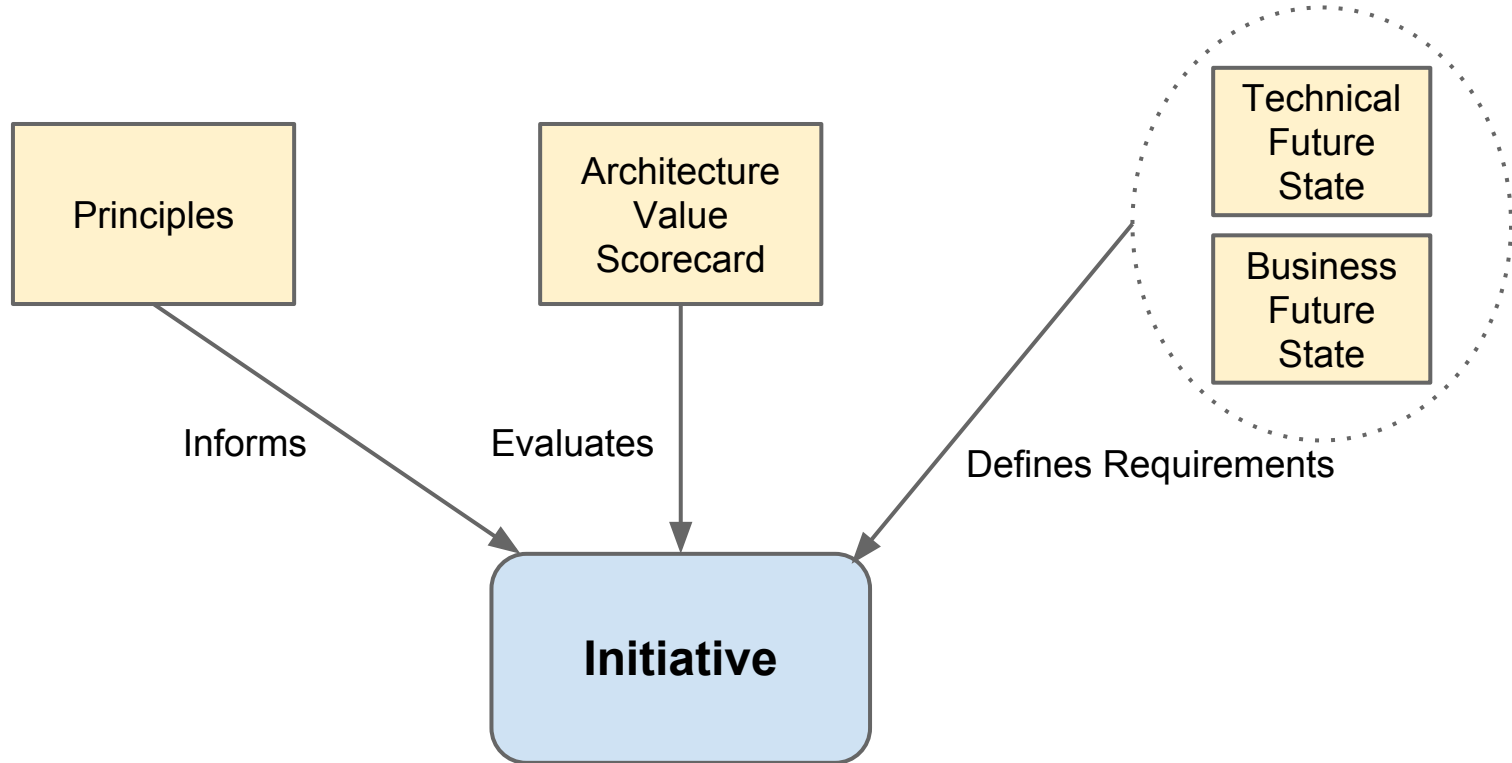 Principles
Architecture
Value
Scorecard
Technical
Future
State
Business
Future
State
Informs
Evaluates
Defines Requirements
Initiative